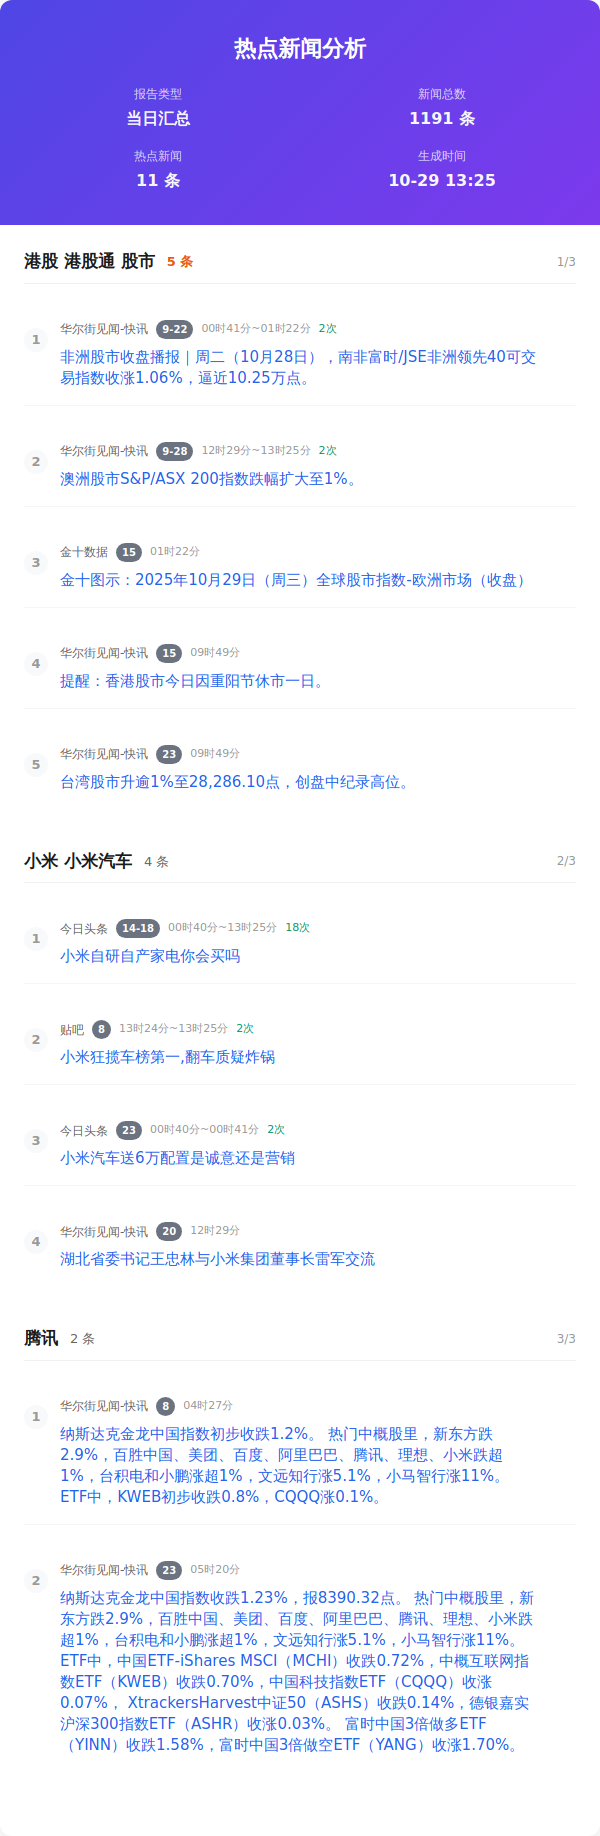 热点新闻分析
报告类型
新闻总数
当日汇总
1191 条
热点新闻
生成时间
11 条
10-29 13:25
港股 港股通 股市 5 条 1/3
1
华尔街见闻-快讯 9-22 00时41分~01时22分 2次
非洲股市收盘播报｜周二（10月28日），南非富时/JSE非洲领先40可交
易指数收涨1.06%，逼近10.25万点。
2
华尔街见闻-快讯 9-28 12时29分~13时25分 2次
澳洲股市S&P/ASX 200指数跌幅扩大至1%。
3
金十数据 15 01时22分
金十图示：2025年10月29日（周三）全球股市指数-欧洲市场（收盘）
4
华尔街见闻-快讯 15 09时49分
提醒：香港股市今日因重阳节休市一日。
5
华尔街见闻-快讯 23 09时49分
台湾股市升逾1%至28,286.10点，创盘中纪录高位。
小米 小米汽车 4 条 2/3
1
今日头条 14-18 00时40分~13时25分 18次
小米自研自产家电你会买吗
2
贴吧 8 13时24分~13时25分 2次
小米狂揽车榜第一,翻车质疑炸锅
3
今日头条 23 00时40分~00时41分 2次
小米汽车送6万配置是诚意还是营销
4
华尔街见闻-快讯 20 12时29分
湖北省委书记王忠林与小米集团董事长雷军交流
腾讯 2 条 3/3
1
华尔街见闻-快讯 8 04时27分
纳斯达克金龙中国指数初步收跌1.2%。 热门中概股里，新东方跌
2.9%，百胜中国、美团、百度、阿里巴巴、腾讯、理想、小米跌超
1%，台积电和小鹏涨超1%，文远知行涨5.1%，小马智行涨11%。
ETF中，KWEB初步收跌0.8%，CQQQ涨0.1%。
2
华尔街见闻-快讯 23 05时20分
纳斯达克金龙中国指数收跌1.23%，报8390.32点。 热门中概股里，新
东方跌2.9%，百胜中国、美团、百度、阿里巴巴、腾讯、理想、小米跌
超1%，台积电和小鹏涨超1%，文远知行涨5.1%，小马智行涨11%。
ETF中，中国ETF-iShares MSCI（MCHI）收跌0.72%，中概互联网指
数ETF（KWEB）收跌0.70%，中国科技指数ETF（CQQQ）收涨
0.07%， XtrackersHarvest中证50（ASHS）收跌0.14%，德银嘉实
沪深300指数ETF（ASHR）收涨0.03%。 富时中国3倍做多ETF
（YINN）收跌1.58%，富时中国3倍做空ETF（YANG）收涨1.70%。